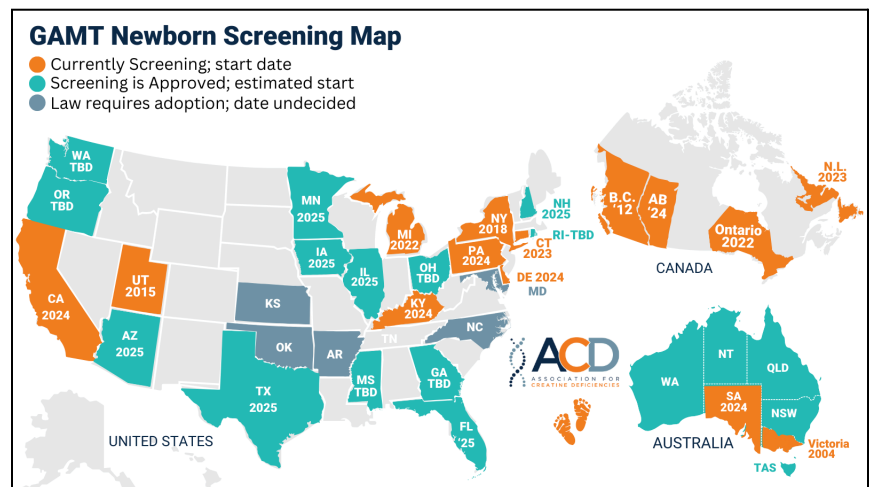 GAMT Newborn Screening Map
Currently Screening; start date
Screening is Approved; estimated start
Law requires adoption; date undecided
WA
TBD
OR
TBD
CA
2024
UT
2015
AZ
2025
MN
2025
IA
2025
IL
2025
MI
2022
OH
TBD
KY
2024
NY
2018
PA
2024
NH
2025
RI-TBD
CT
2023
DE 2024
MD
KS
OK
AR
TN
NC
TX
2025
MS
TBD
GA
TBD
FL
'25
UNITED STATES
B.C.
'12
AB
'24
Ontario
2022
N.L.
2023
CANADA
ACD
ASSOCIATION FOR
CREATINE DEFICIENCIES
WA
NT
QLD
SA
2024
NSW
Victoria
2004
TAS
AUSTRALIA